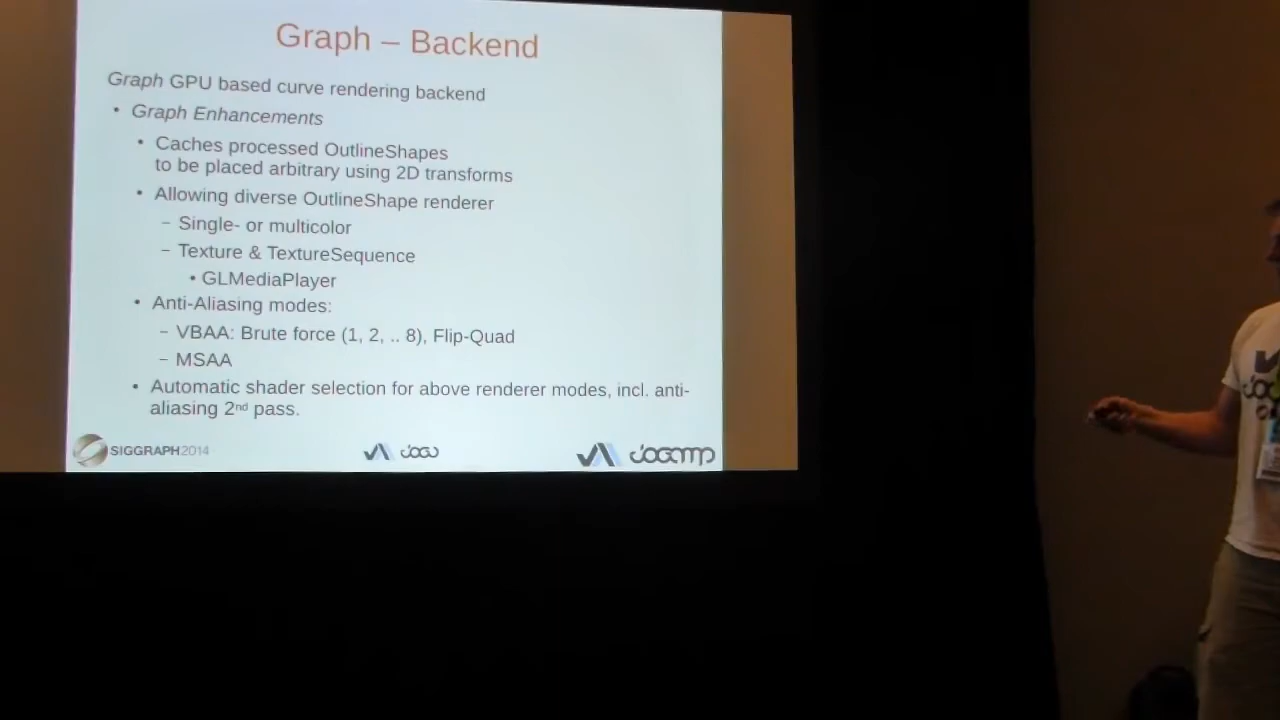 Graph – Backend
Graph GPU based curve rendering backend
• Graph Enhancements
• Caches processed OutlineShapes
to be placed arbitrary using 2D transforms
• Allowing diverse OutlineShape renderer
– Single- or multicolor
– Texture & TextureSequence
• GLMediaPlayer
• Anti-Aliasing modes:
– VBAA: Brute force (1, 2, .. 8), Flip-Quad
– MSAA
• Automatic shader selection for above renderer modes, incl. anti-
aliasing 2nd pass.
SIGGRAPH2014 JOGU JOGAMP